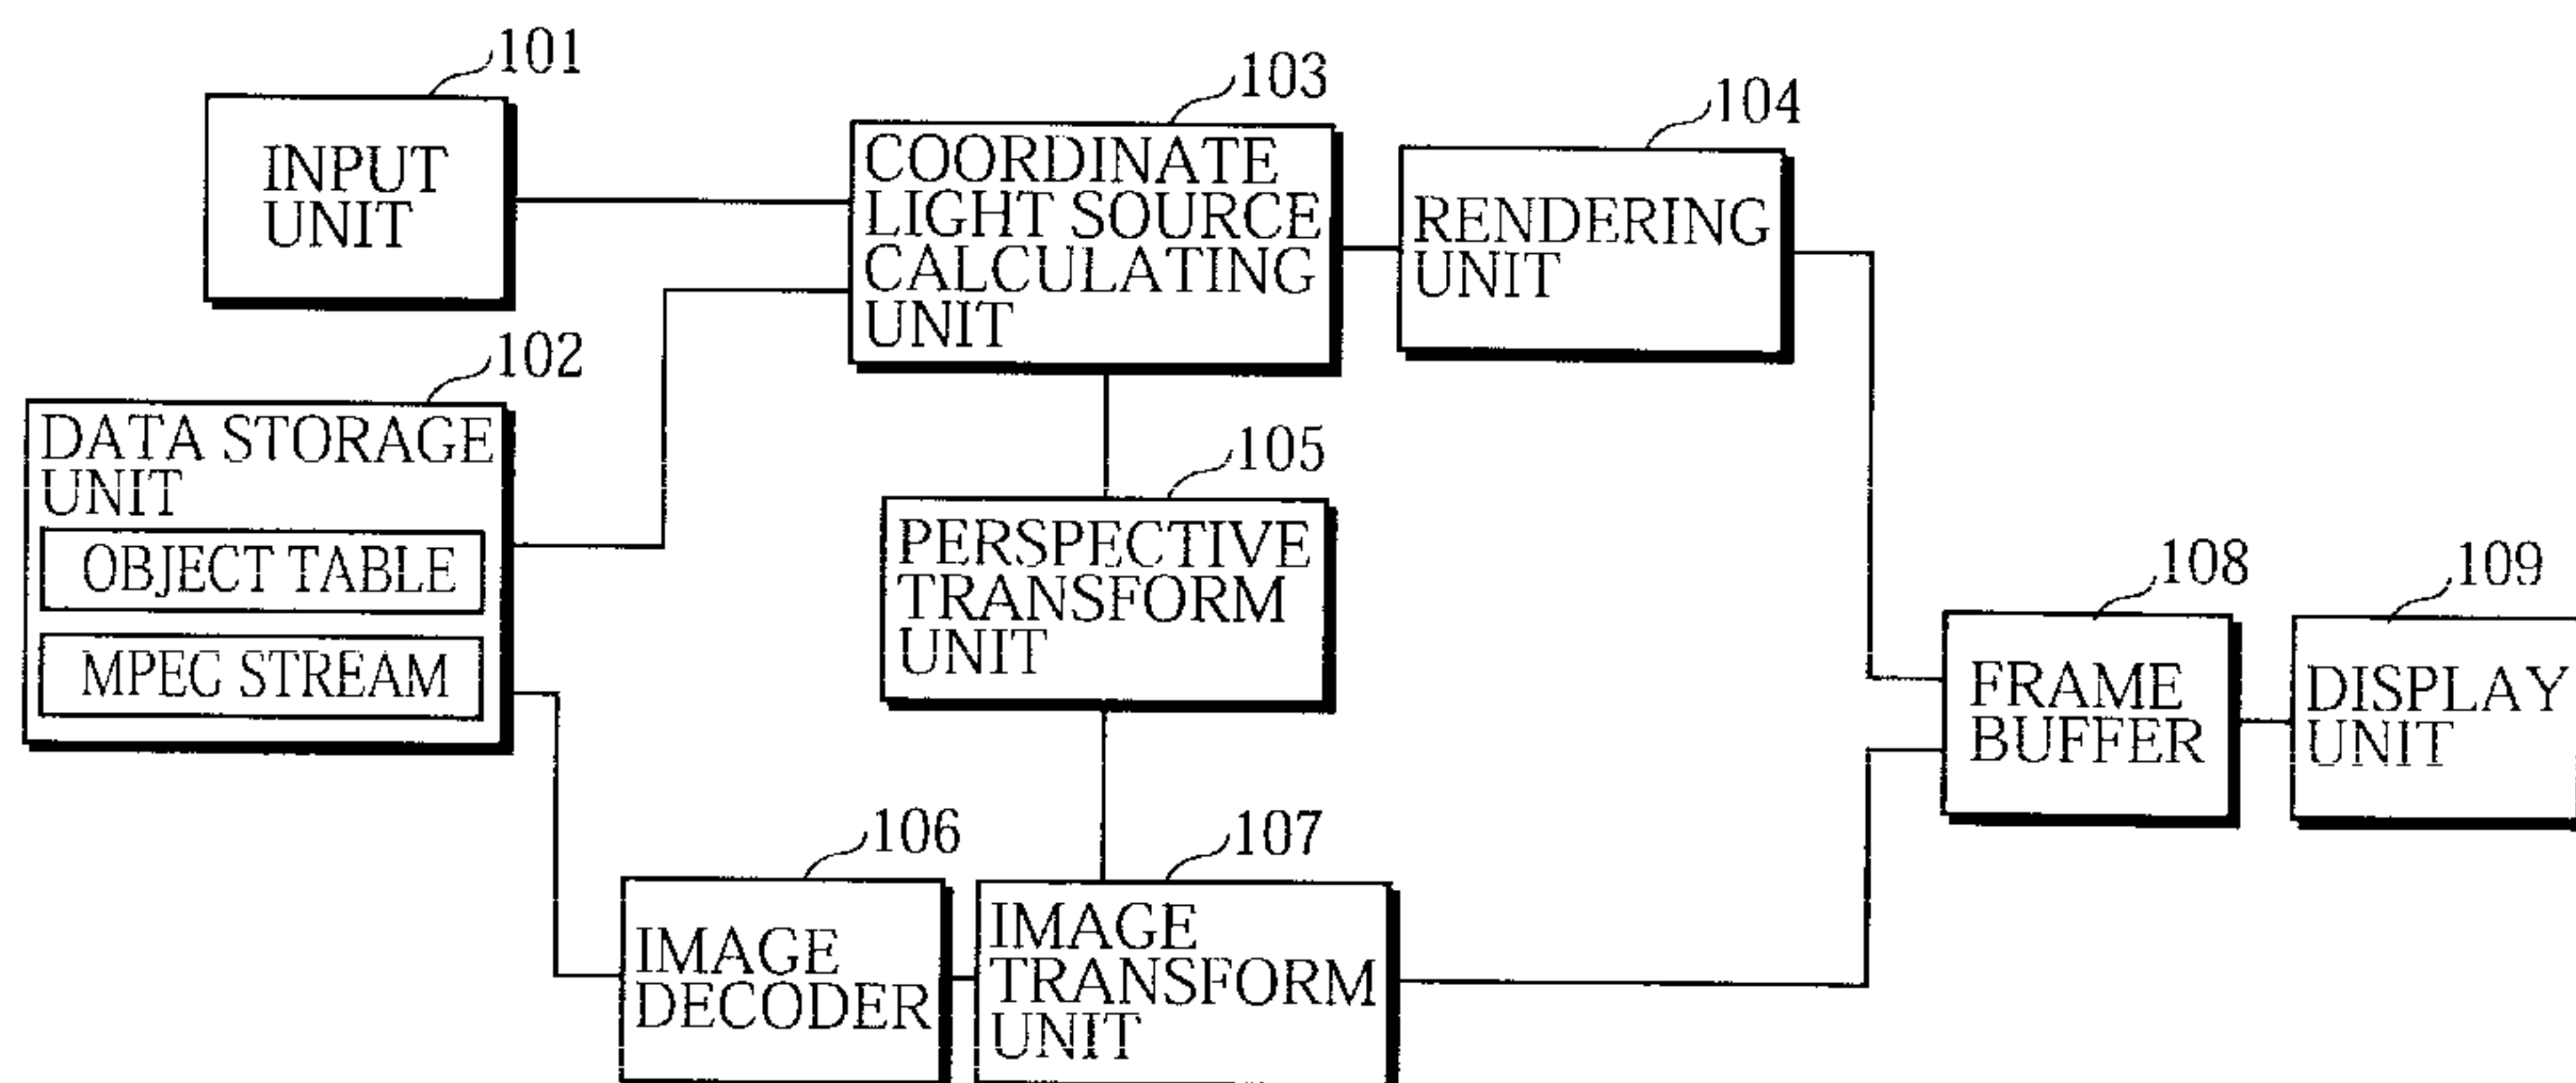 101
INPUT
UNIT
102
DATA STORAGE
UNIT
OBJECT TABLE
MPEG STREAM
103
COORDINATE
LIGHT SOURCE
CALCULATING
UNIT
104
RENDERING
UNIT
105
PERSPECTIVE
TRANSFORM
UNIT
106
IMAGE
DECODER
107
IMAGE
TRANSFORM
UNIT
108
FRAME
BUFFER
109
DISPLAY
UNIT